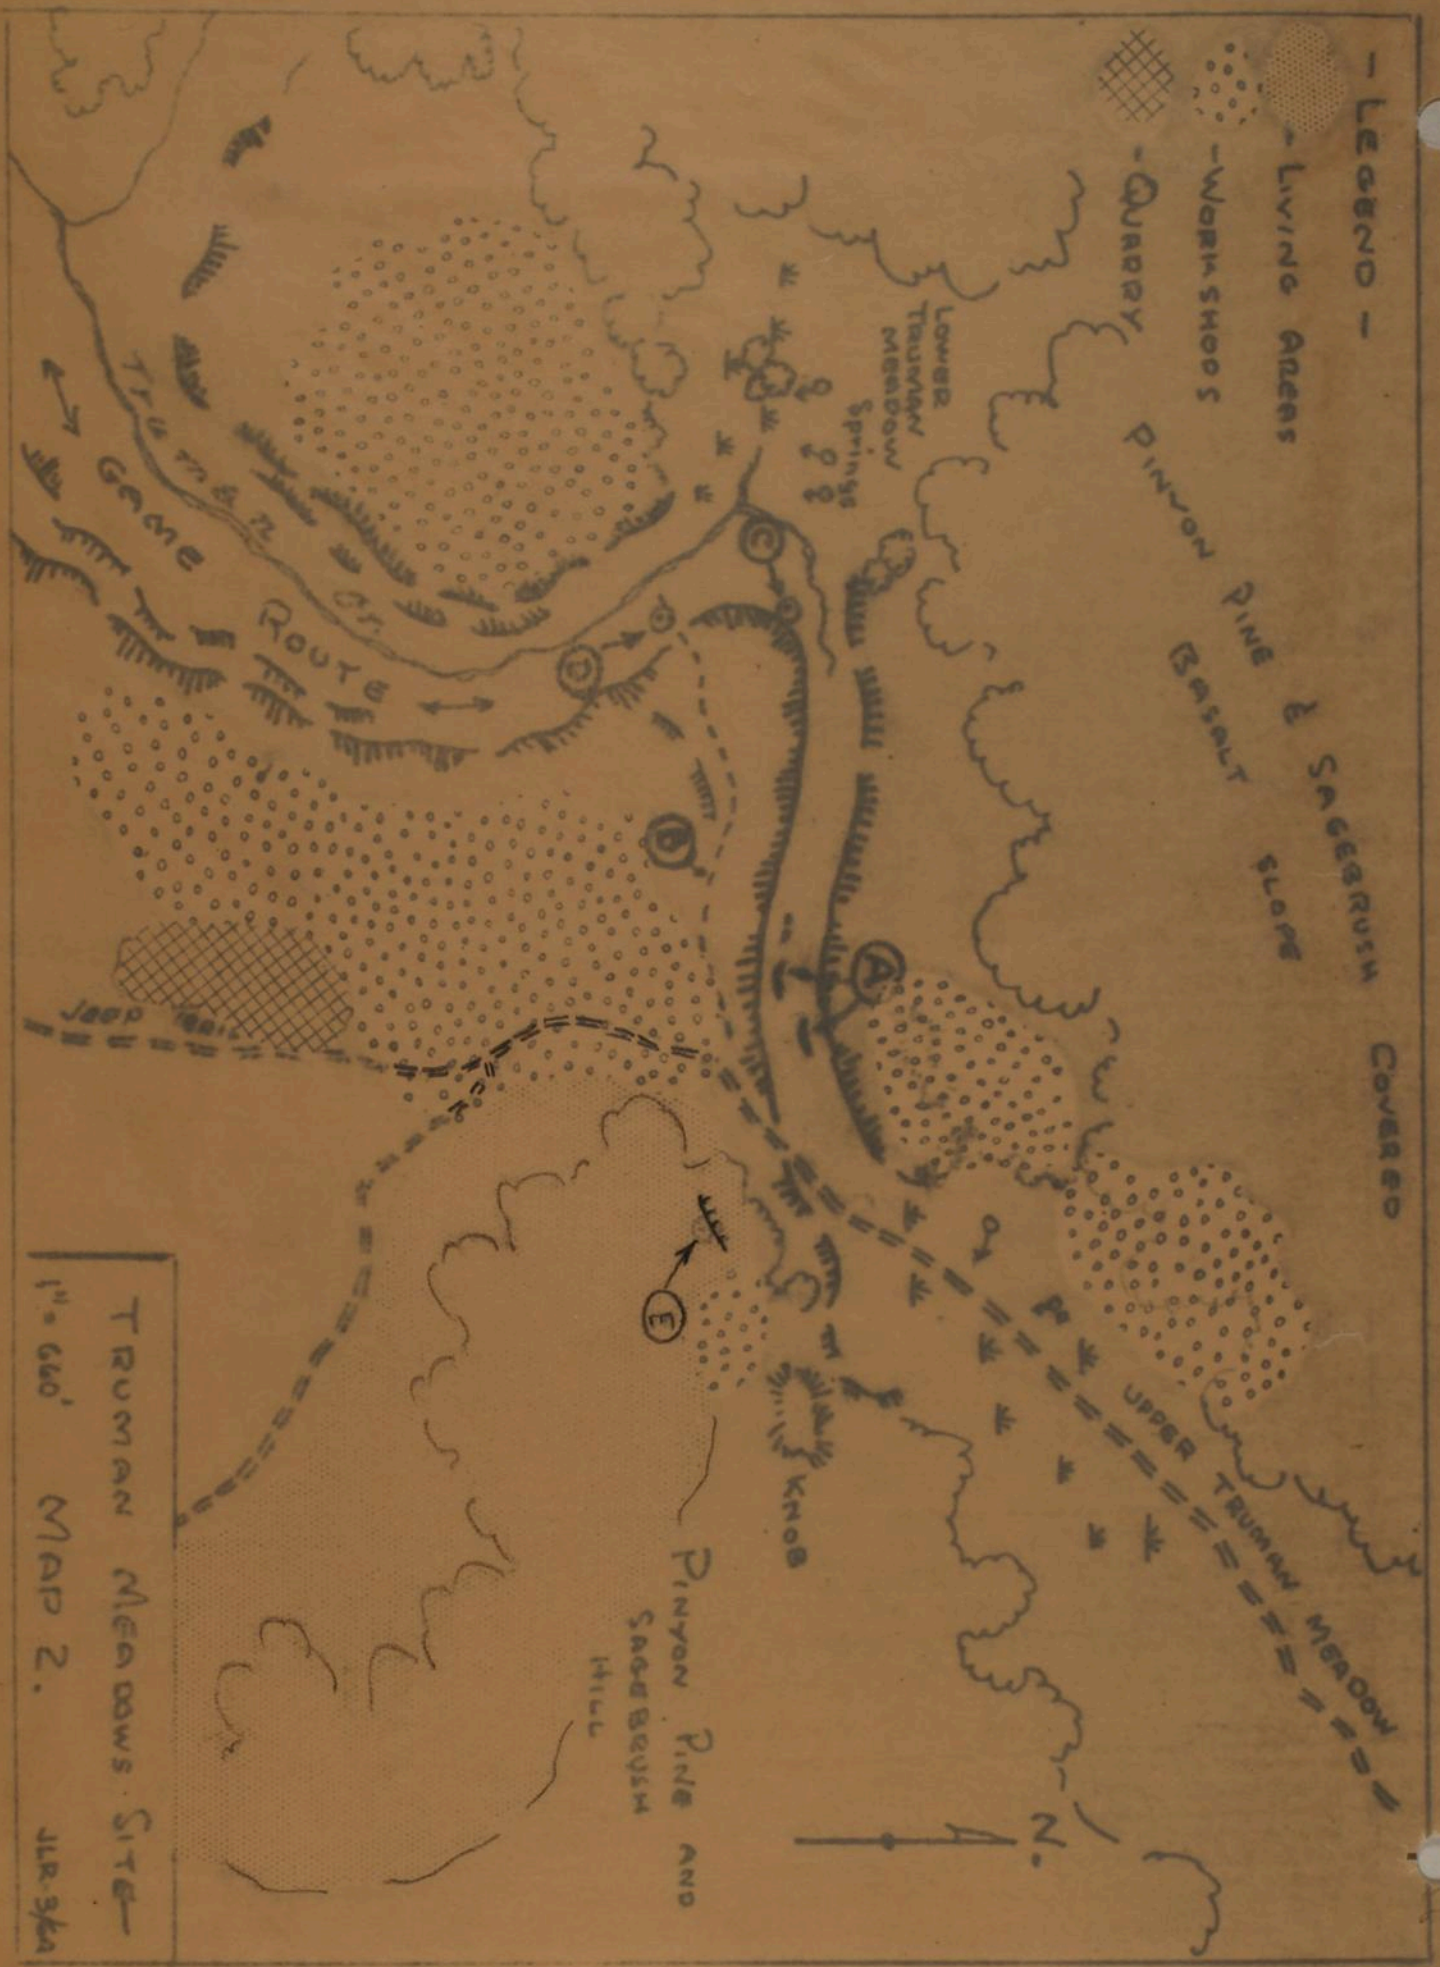 - LEGEND -
- LIVING AREAS
- WORKSHOPS
- QUARRY
PINYON PINE & SAGEBRUSH COVERED
BASALT SLOPE
LOWER
TRUMAN
MEADOW
Springs
C
A
B
D
E
Truman Cr.
GAME ROUTE
Jeep Trail
UPPER TRUMAN MEADOW
KNOB
PINYON PINE AND
SAGEBRUSH
HILL
N.
TRUMAN MEADOWS SITE
1"= 660' MAP 2.